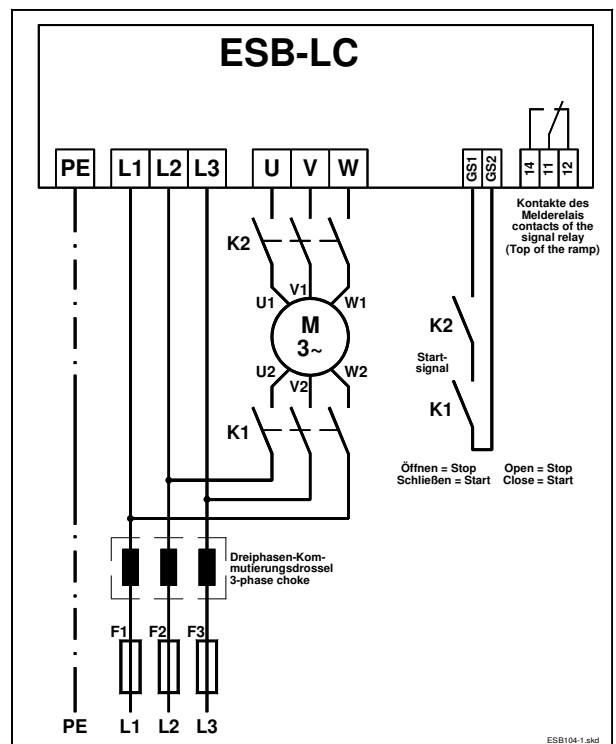 ESB-LC
PE L1 L2 L3 U V W GS1 GS2 14 11 12
Kontakte des
Melderelais
contacts of the
signal relay
(Top of the ramp)
K2
U1 V1 W1
M
3~
U2 V2 W2
K1
K2
Start-
signal
K1
Öffnen = Stop Open = Stop
Schließen = Start Close = Start
Dreiphasen-Kom-
mutierungsdrossel
3-phase choke
F1 F2 F3
PE L1 L2 L3
ESB104-1.skd